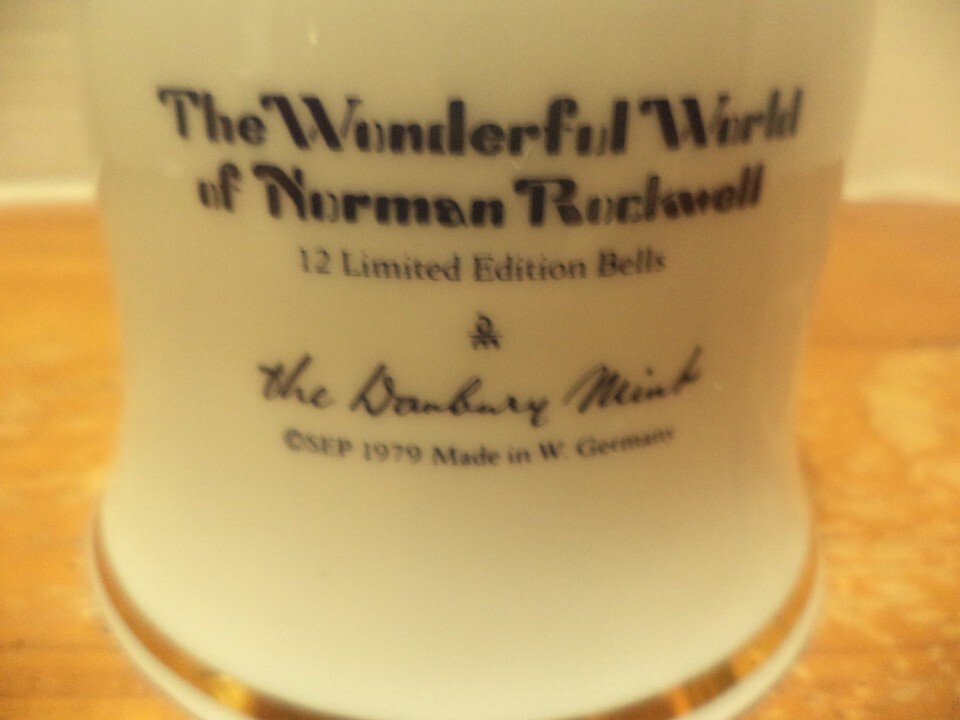 The Wonderful World
of Norman Rockwell
12 Limited Edition Bells
the Danbury Mint
©SEP 1979 Made in W. Germany